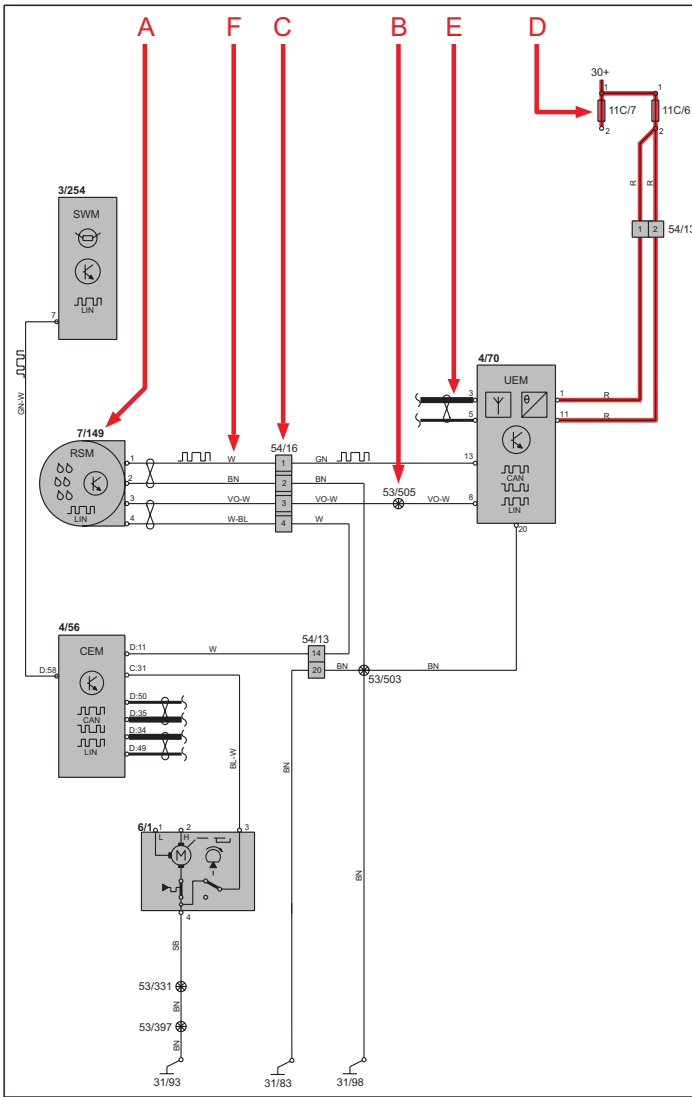 A F C B E D
30+
1 1
11C/7 11C/6
2 2
R R
3/254
SWM
1 2 54/13
LIN
7
4/70
UEM
GN-W
θ
3 1 R
5 11 R
7/149
RSM
54/16
1 W 1 GN 13
CAN
2 BN 2 BN
53/505
3 VO-W 3 VO-W VO-W 8
LIN
LIN
4 W-BL 4 W
20
4/56
CEM
D:11 W
54/13
14
D:58 C:31
20 BN BN
53/503
D:50
CAN D:35
D:34
LIN D:49
BL-W
BN
6/1 1 2 3
L H
M
BN
4
SB
53/331
BN
53/397
BN
31/93 31/83 31/98